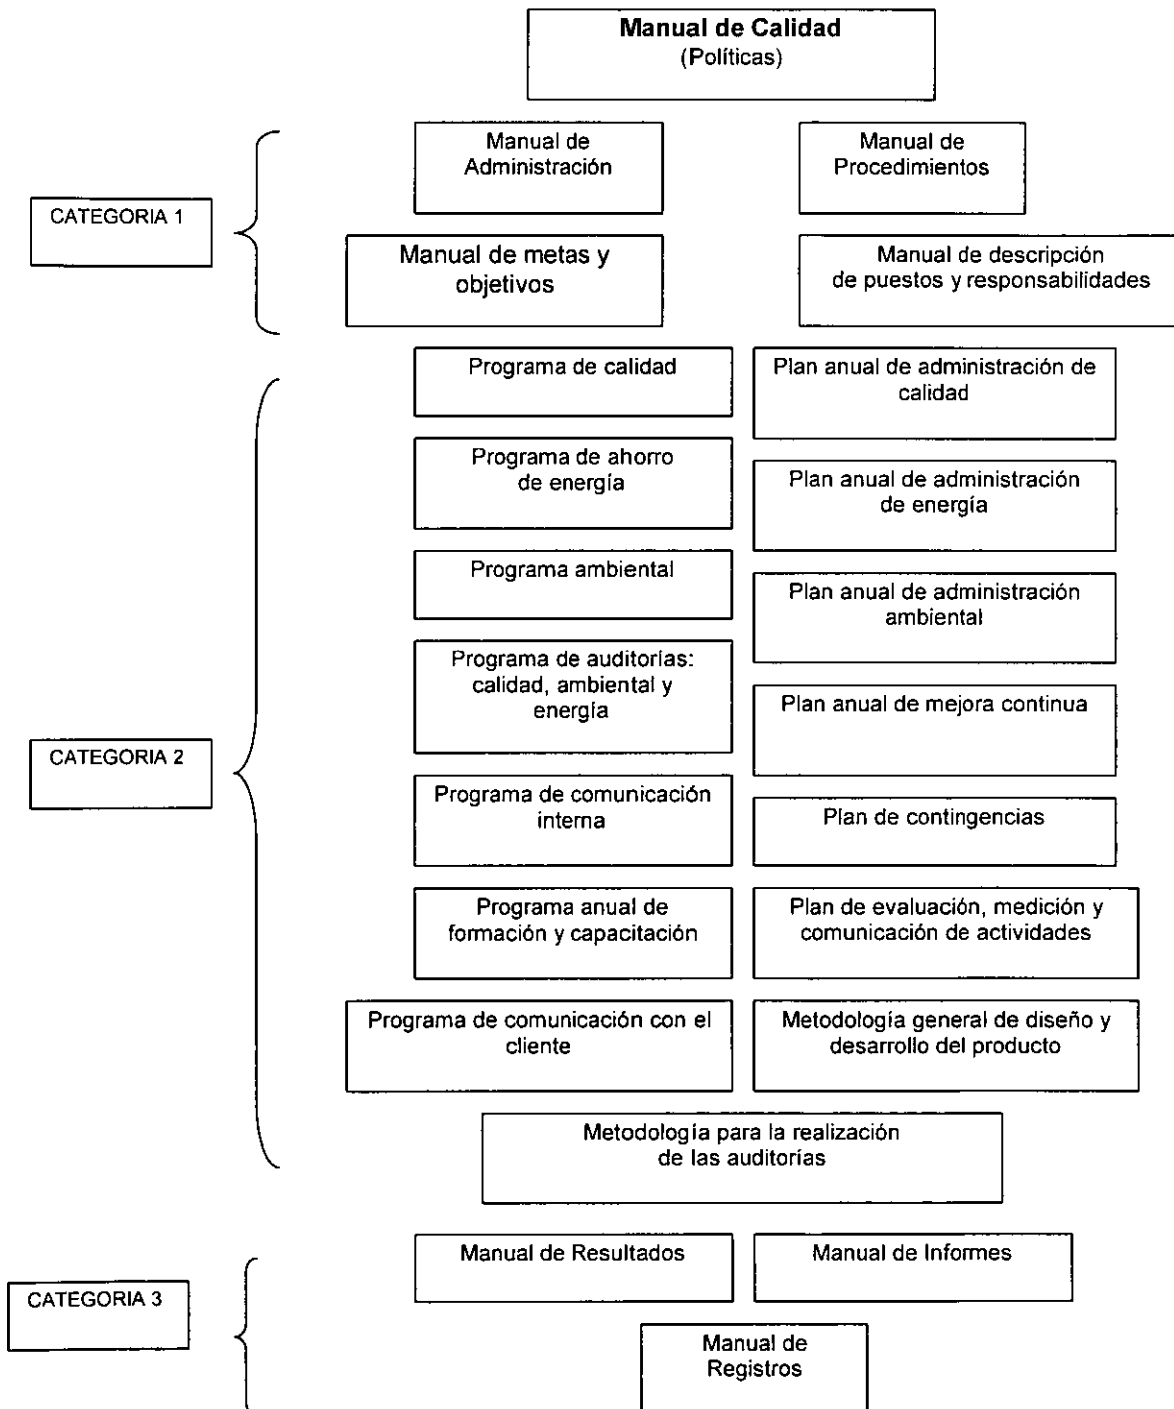 Manual de Calidad
(Políticas)
Manual de
Administración
Manual de
Procedimientos
CATEGORIA 1
Manual de metas y
objetivos
Manual de descripción
de puestos y responsabilidades
Programa de calidad
Plan anual de administración de
calidad
Programa de ahorro
de energía
Plan anual de administración
de energía
Programa ambiental
Plan anual de administración
ambiental
Programa de auditorías:
calidad, ambiental y
energía
Plan anual de mejora continua
CATEGORIA 2
Programa de comunicación
interna
Plan de contingencias
Programa anual de
formación y capacitación
Plan de evaluación, medición y
comunicación de actividades
Programa de comunicación con el
cliente
Metodología general de diseño y
desarrollo del producto
Metodología para la realización
de las auditorías
Manual de Resultados
Manual de Informes
CATEGORIA 3
Manual de
Registros